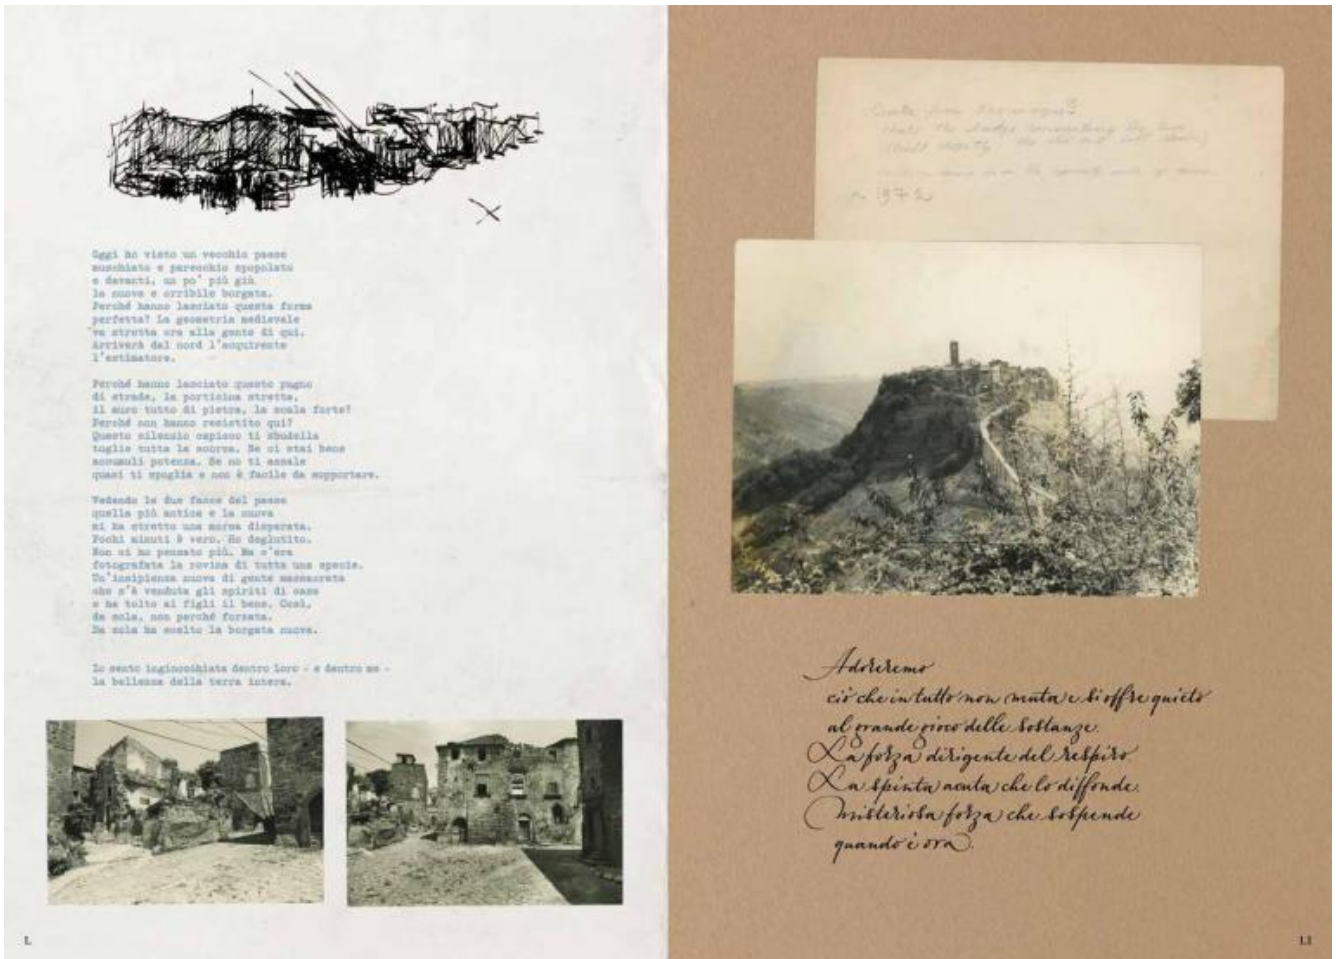 Oggi ho visto un vecchio paese
muschiato e parecchio spopolato
e davanti, un po' più giù
la nuova e orribile borgata.
Perché hanno lasciato questa forma
perfetta? La geometria medievale
va stretta ora alla gente di qui.
Arriverà dal nord l'acquirente
l'estimatore.
Perché hanno lasciato questo pugno
di strade, la porticina stretta,
il muro tutto di pietra, la scala forte?
Perché non hanno resistito qui?
Questo silenzio capisco ti sbudella
toglie tutta la scorza. Se ci stai bene
accumuli potenza. Se no ti assale
quasi ti spoglia e non è facile da sopportare.
Vedendo le due facce del paese
quella più antica e la nuova
mi ha stretto una morsa disperata.
Pochi minuti è vero. Ho deglutito.
Non ci ho pensato più. Ma c'era
fotografata la rovina di tutta una specie.
Un'insipienza nuova di gente massacrata
che s'è venduta gli spiriti di casa
e ha tolto ai figli il bene. Così,
da sola, non perché forzata.
Da sola ha scelto la borgata nuova.
Io sento inginocchiata dentro loro - e dentro me -
la bellezza della terra intera.
L
from
that the
1972
Adoreremo
ciò che in tutto non muta e si offre quieto
al grande gioco delle sostanze.
La forza dirigente del respiro.
La spinta acuta che lo diffonde.
Misteriosa forza che sospende
quando è ora.
LI